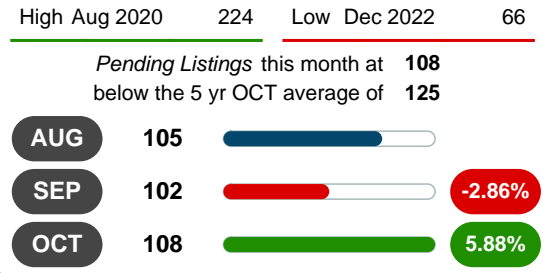 High Aug 2020 224 Low Dec 2022 66
Pending Listings this month at 108
below the 5 yr OCT average of 125
AUG 105
SEP 102 -2.86%
OCT 108 5.88%